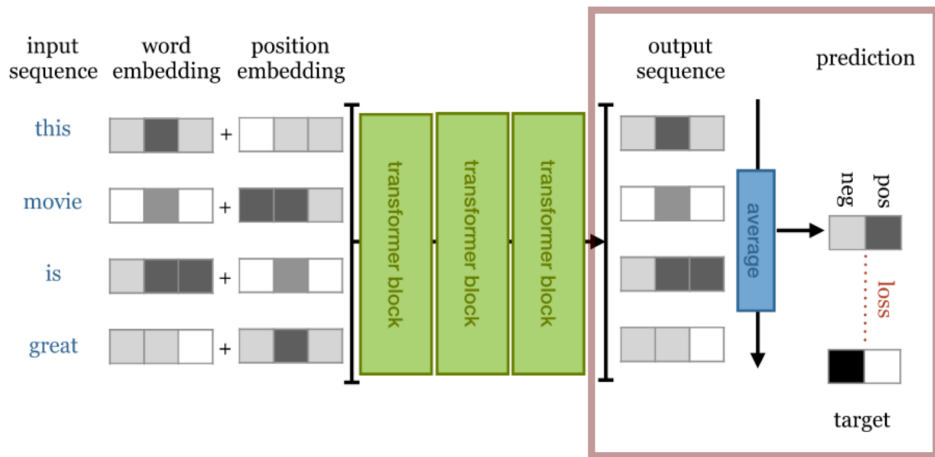 input
sequence
word
embedding
position
embedding
output
sequence
prediction
this
+
movie
+
is
+
great
+
transformer block
transformer block
transformer block
average
neg
pos
loss
target